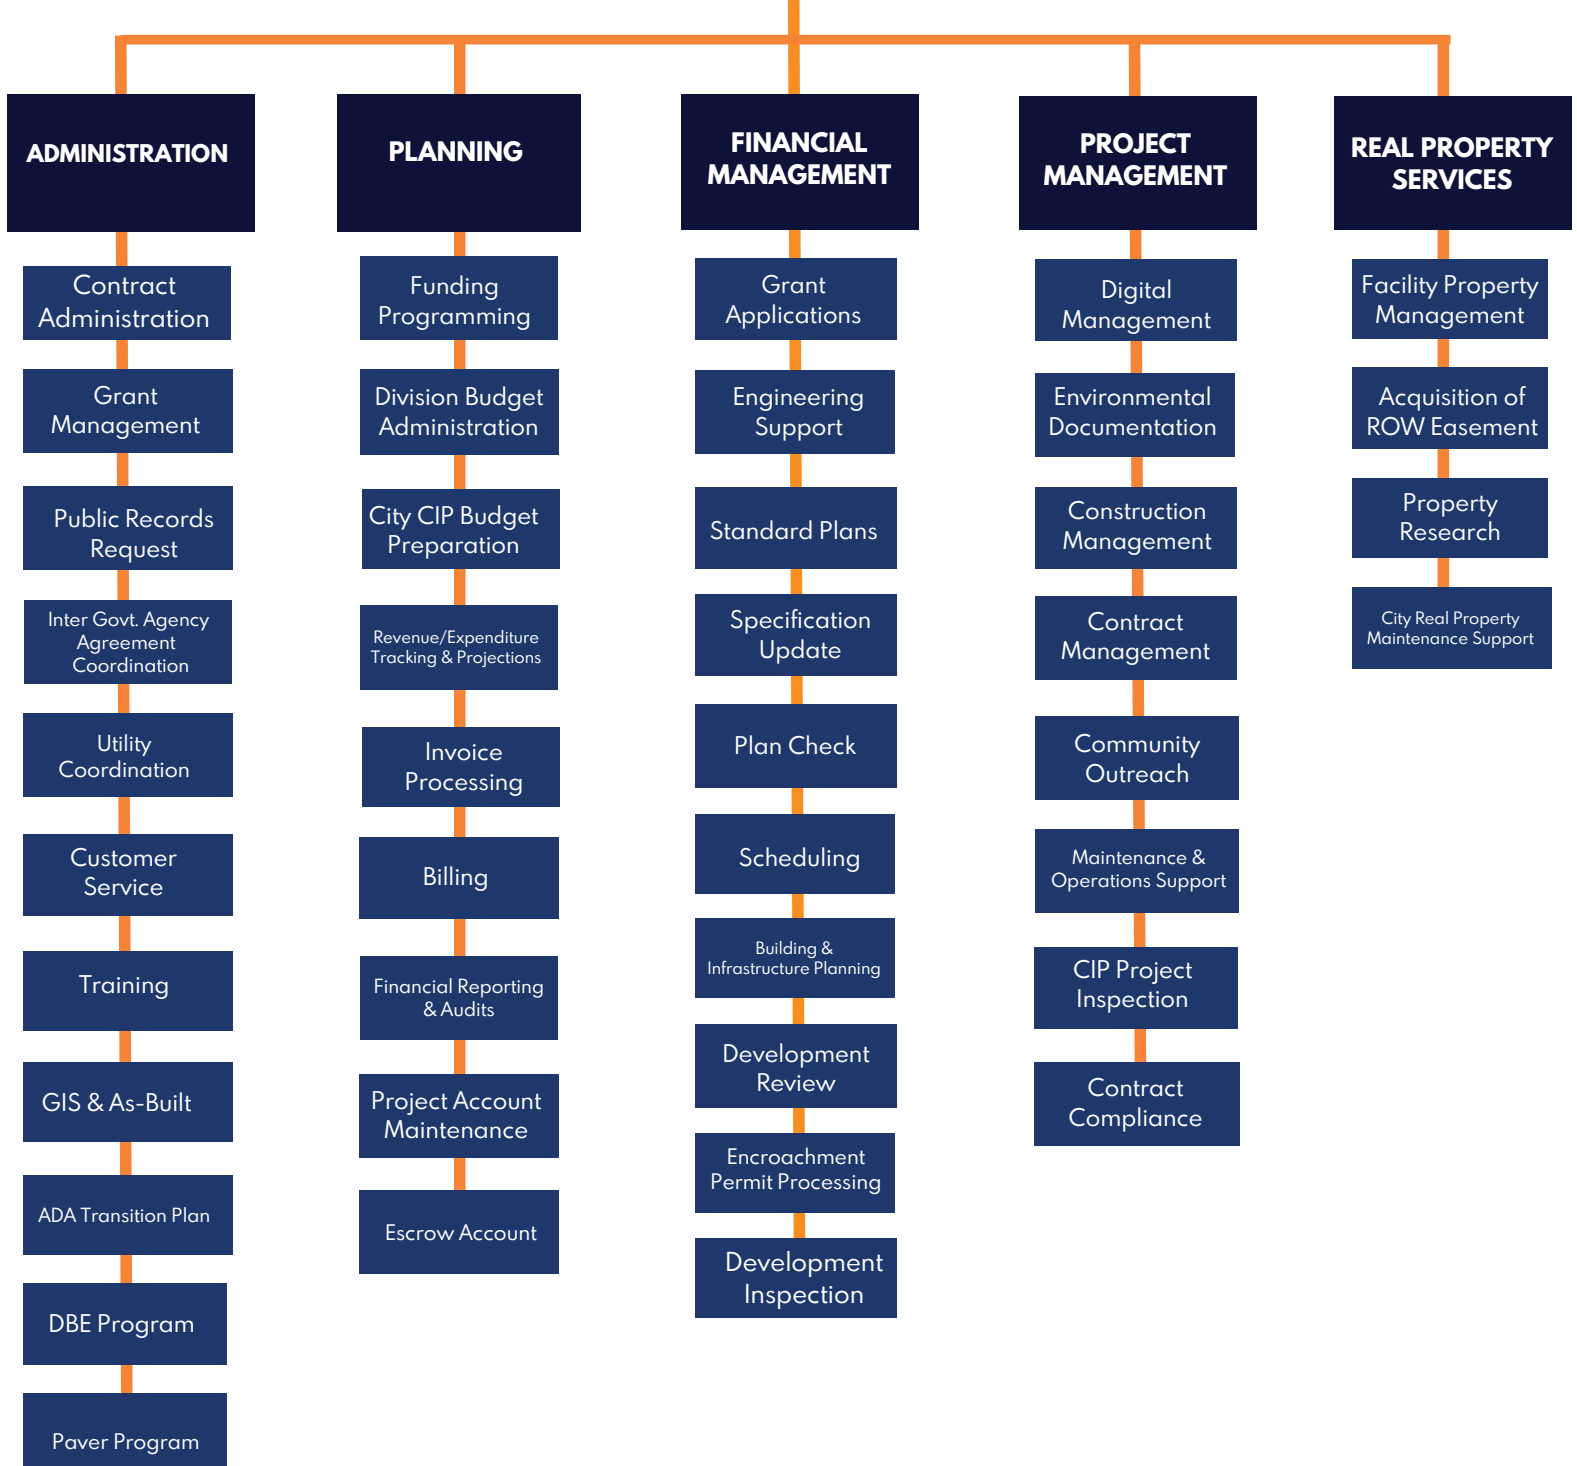 ADMINISTRATION
Contract
Administration
Grant
Management
Public Records
Request
Inter Govt. Agency
Agreement
Coordination
Utility
Coordination
Customer
Service
Training
GIS & As-Built
ADA Transition Plan
DBE Program
Paver Program
PLANNING
Funding
Programming
Division Budget
Administration
City CIP Budget
Preparation
Revenue/Expenditure
Tracking & Projections
Invoice
Processing
Billing
Financial Reporting
& Audits
Project Account
Maintenance
Escrow Account
FINANCIAL
MANAGEMENT
Grant
Applications
Engineering
Support
Standard Plans
Specification
Update
Plan Check
Scheduling
Building &
Infrastructure Planning
Development
Review
Encroachment
Permit Processing
Development
Inspection
PROJECT
MANAGEMENT
Digital
Management
Environmental
Documentation
Construction
Management
Contract
Management
Community
Outreach
Maintenance &
Operations Support
CIP Project
Inspection
Contract
Compliance
REAL PROPERTY
SERVICES
Facility Property
Management
Acquisition of
ROW Easement
Property
Research
City Real Property
Maintenance Support